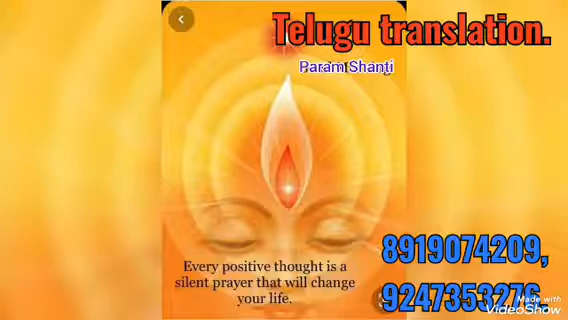 Telugu translation.
Param Shanti
Every positive thought is a
silent prayer that will change
your life.
8919074209,
9247353276.
Made with
VideoShow